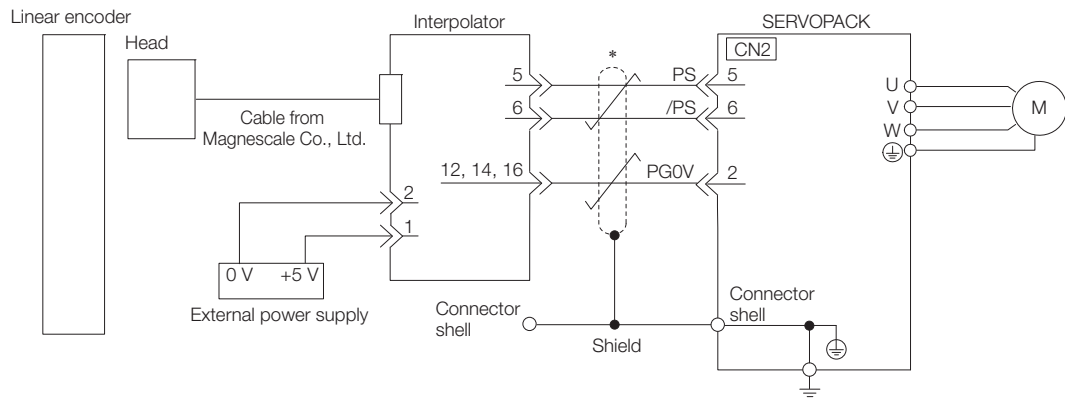 Linear encoder
Head
Interpolator
SERVOPACK
CN2
*
5
PS
5
6
/PS
6
Cable from
Magnescale Co., Ltd.
12, 14, 16
PG0V
2
2
1
0 V
+5 V
External power supply
Connector
shell
Shield
Connector
shell
U
V
W
M